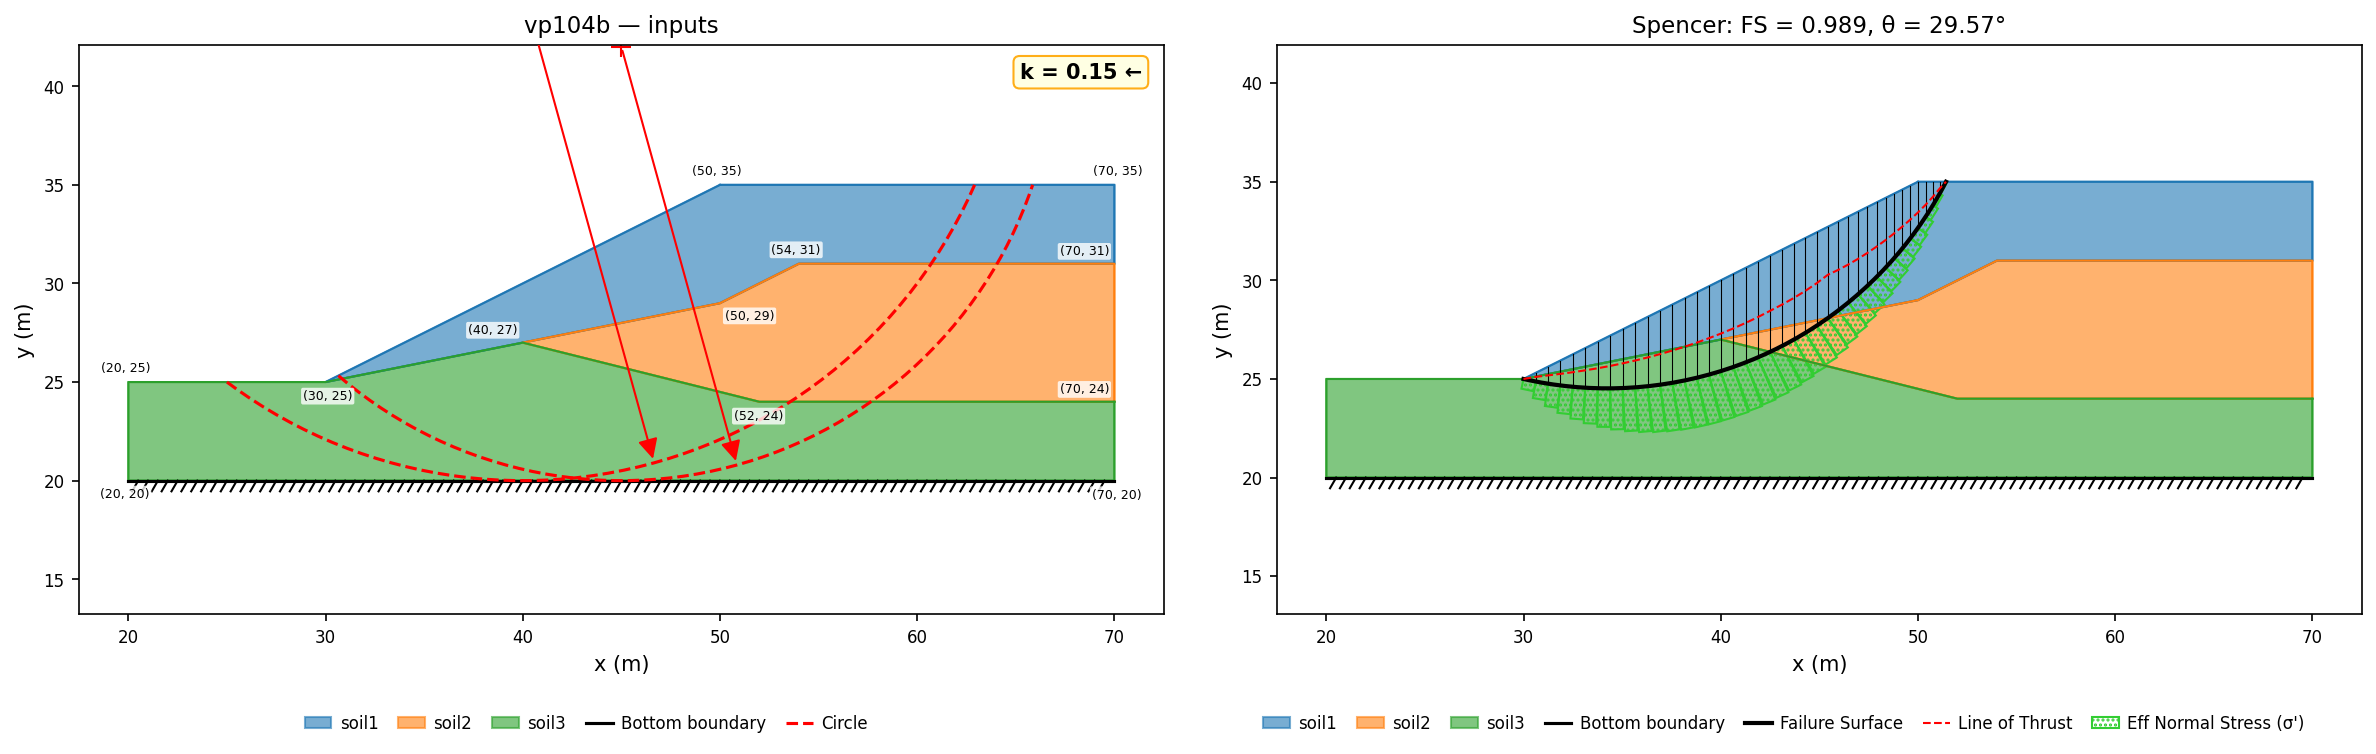 vp104b — inputs
k = 0.15 ←
40
35
30
25
20
15
y (m)
(50, 35)
(70, 35)
(54, 31)
(70, 31)
(40, 27)
(50, 29)
(20, 25)
(30, 25)
(70, 24)
(52, 24)
(20, 20)
(70, 20)
20
30
40
50
60
70
x (m)
soil1
soil2
soil3
Bottom boundary
Circle
Spencer: FS = 0.989, θ = 29.57°
40
35
30
25
20
15
y (m)
20
30
40
50
60
70
x (m)
soil1
soil2
soil3
Bottom boundary
Failure Surface
Line of Thrust
Eff Normal Stress (σ')